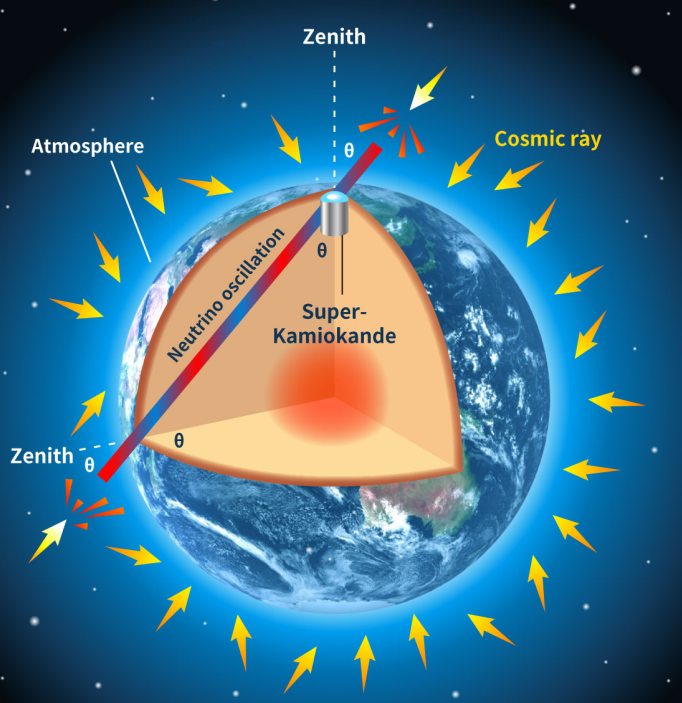 Zenith
θ
Cosmic ray
Atmosphere
Neutrino oscillation
θ
Super-
Kamiokande
θ
Zenith
θ